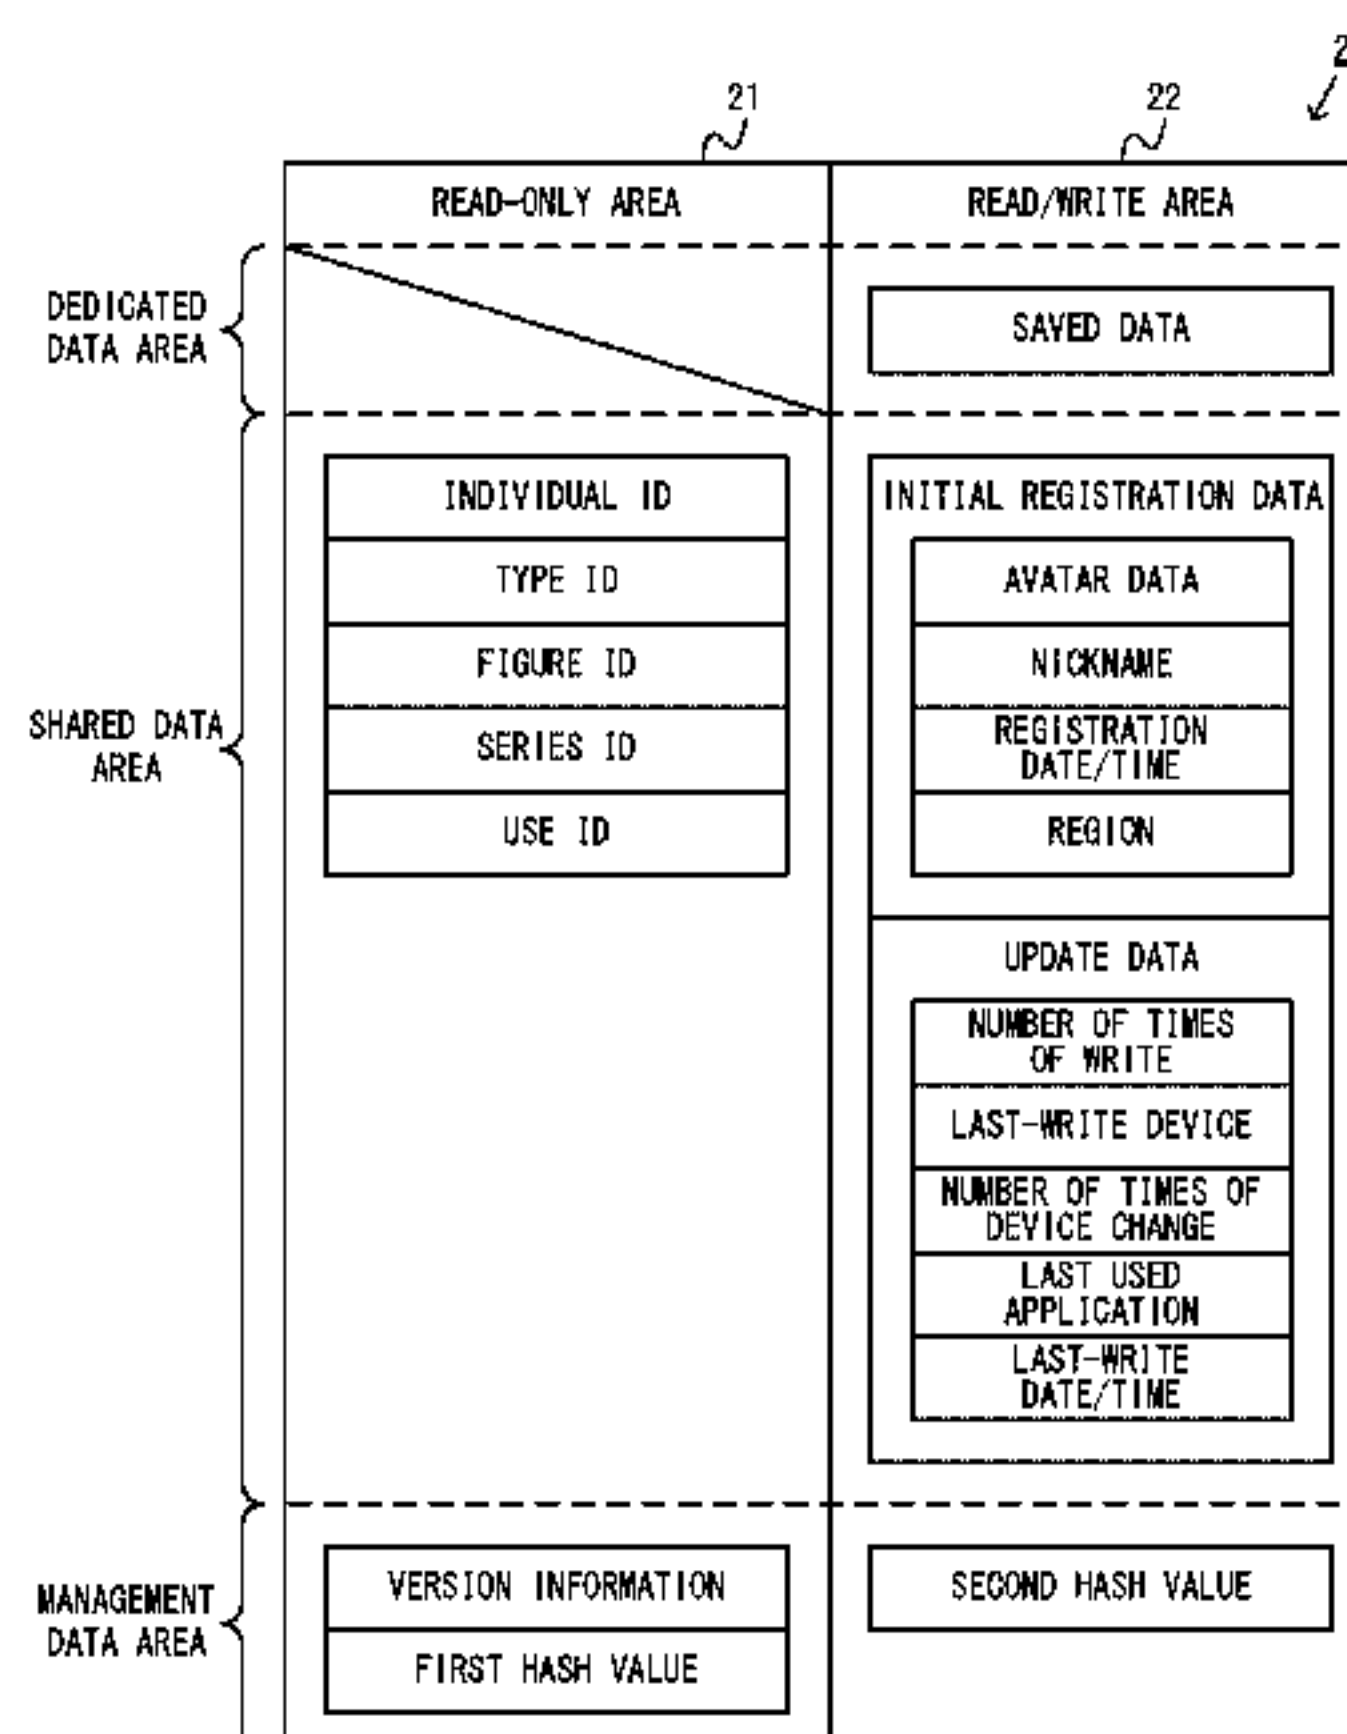 2
21
22
READ-ONLY AREA
READ/WRITE AREA
DEDICATED
DATA AREA
SAVED DATA
SHARED DATA
AREA
INDIVIDUAL ID
TYPE ID
FIGURE ID
SERIES ID
USE ID
INITIAL REGISTRATION DATA
AVATAR DATA
NICKNAME
REGISTRATION
DATE/TIME
REGION
UPDATE DATA
NUMBER OF TIMES
OF WRITE
LAST-WRITE DEVICE
NUMBER OF TIMES OF
DEVICE CHANGE
LAST USED
APPLICATION
LAST-WRITE
DATE/TIME
MANAGEMENT
DATA AREA
VERSION INFORMATION
FIRST HASH VALUE
SECOND HASH VALUE